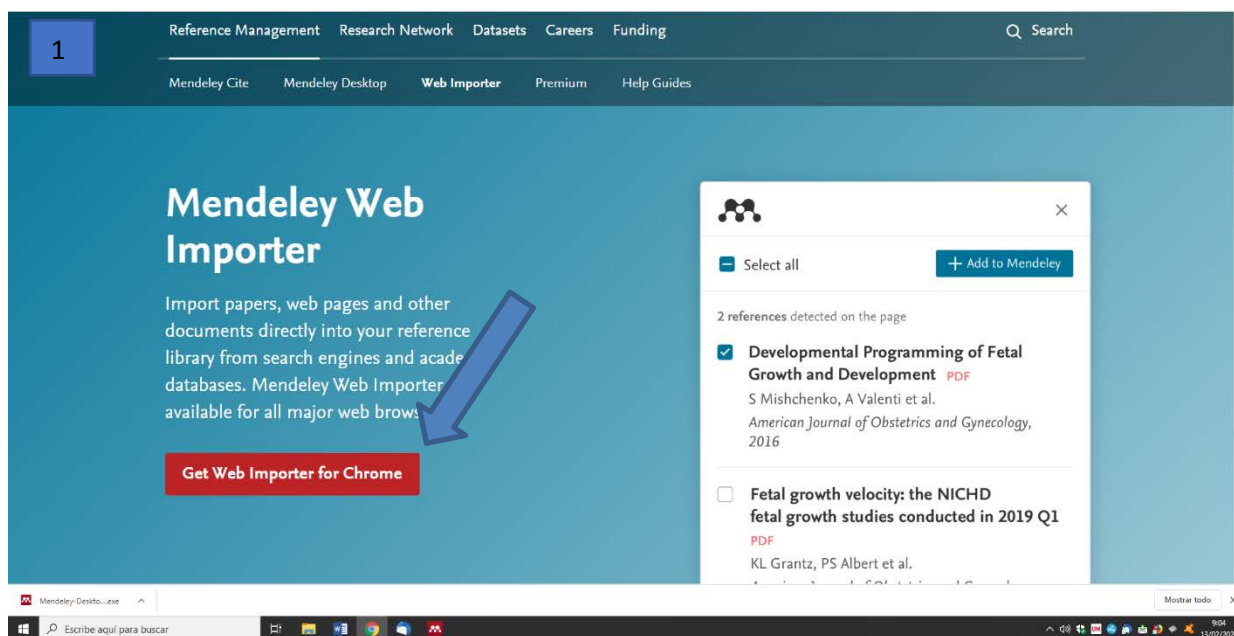 1
Reference Management Research Network Datasets Careers Funding
Search
Mendeley Cite Mendeley Desktop Web Importer Premium Help Guides
Mendeley Web
Importer
Import papers, web pages and other
documents directly into your reference
library from search engines and
databases. Mendeley Web Importer
available for all major web
Get Web Importer for Chrome
Select all
+ Add to Mendeley
2 references detected on the page
Developmental Programming of Fetal
Growth and Development PDF
S Mishchenko, A Valenti et al.
American Journal of Obstetrics and Gynecology,
2016
Fetal growth velocity: the NICHD
fetal growth studies conducted in 2019 Q1
PDF
KL Grantz, PS Albert et al.
Mendeley-Deskto....exe
Mostrar todo
Escribe aquí para buscar
9:04